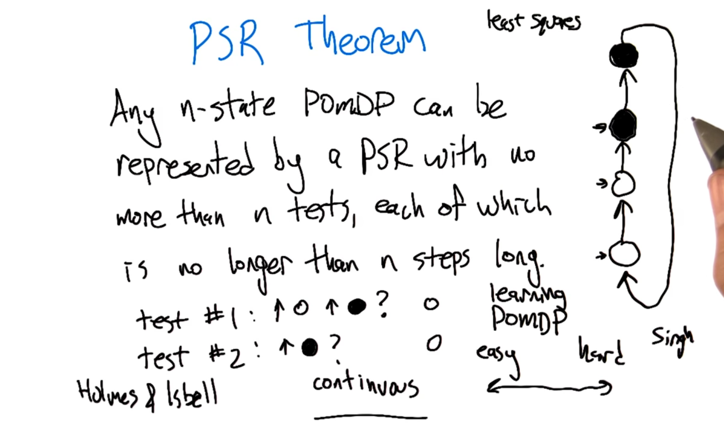 PSR Theorem
least squares
Any n-state POMDP can be
represented by a PSR with no
more than n tests, each of which
is no longer than n steps long.
test #1: ↑ ○ ↑ ● ? ○
learning
POMDP
test #2: ↑ ● ? ○
easy hard Singh
Holmes & Isbell
continuous